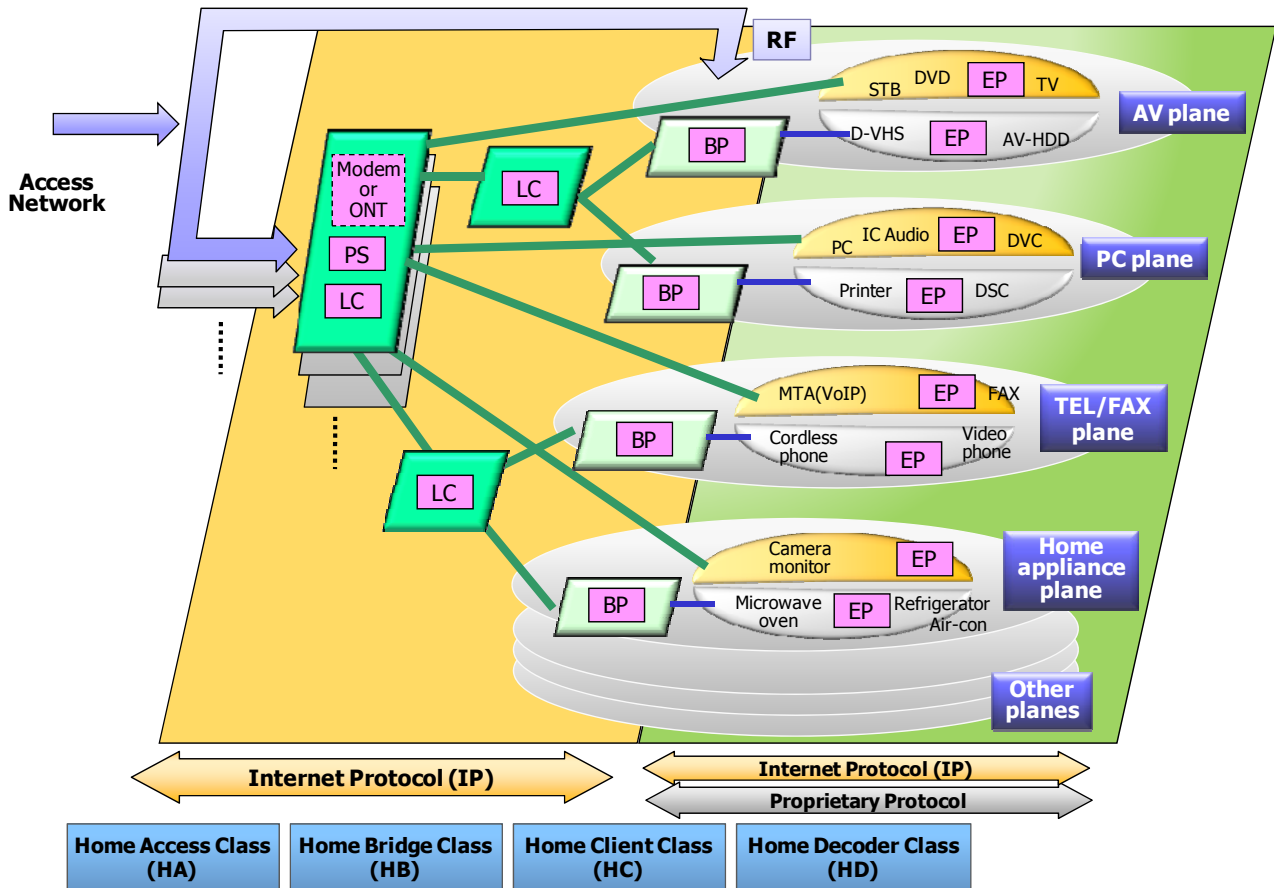 RF
Access
Network
Modem
or
ONT
PS
LC
LC
LC
BP
STB
DVD
EP
TV
D-VHS
EP
AV-HDD
AV plane
BP
PC
IC Audio
EP
DVC
Printer
EP
DSC
PC plane
BP
MTA(VoIP)
EP
FAX
Cordless
phone
EP
Video
phone
TEL/FAX
plane
BP
Camera
monitor
EP
Microwave
oven
EP
Refrigerator
Air-con
Home
appliance
plane
Other
planes
Internet Protocol (IP)
Internet Protocol (IP)
Proprietary Protocol
Home Access Class
(HA)
Home Bridge Class
(HB)
Home Client Class
(HC)
Home Decoder Class
(HD)